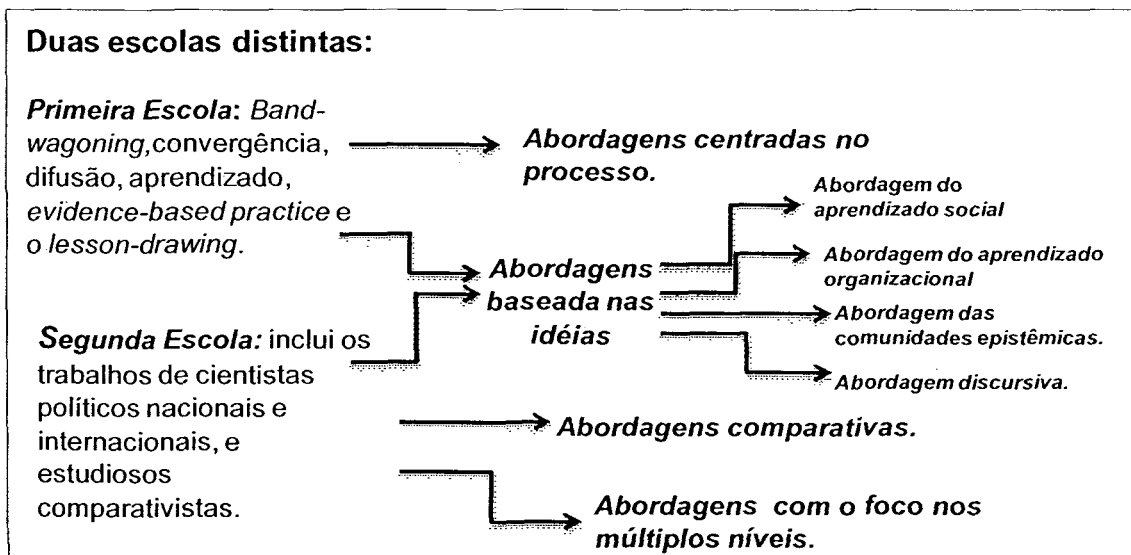 Duas escolas distintas:
Primeira Escola: Band-
wagoning,convergência,
difusão, aprendizado,
evidence-based practice e
o lesson-drawing.
Abordagens centradas no
processo.
Abordagem do
aprendizado social
Abordagem do aprendizado
organizacional
Abordagens
baseada nas
idéias
Abordagem das
comunidades epistêmicas.
Abordagem discursiva.
Segunda Escola: inclui os
trabalhos de cientistas
políticos nacionais e
internacionais, e
estudiosos
comparativistas.
Abordagens comparativas.
Abordagens com o foco nos
múltiplos níveis.